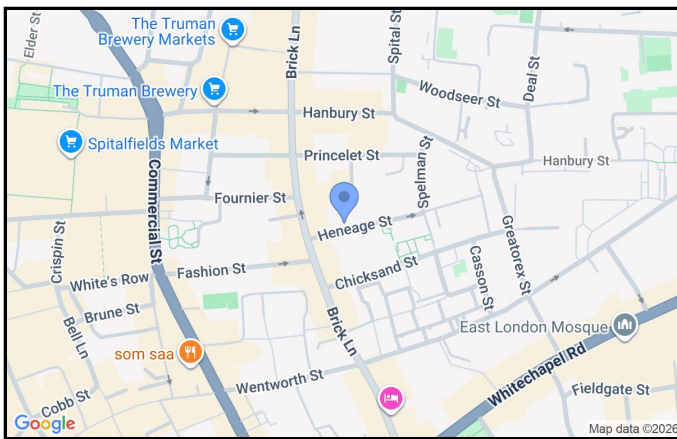 Elder St
The Truman
Brewery Markets
Brick Ln
Spital St
Deal St
Woodseer St
The Truman Brewery
Hanbury St
Spitalfields Market
Princelet St
Hanbury St
Commercial St
Spelman St
Fournier St
Heneage St
Greatorex St
Crispin St
Fashion St
White's Row
Chicksand St
Casson St
Brune St
Bell Ln
Brick Ln
East London Mosque
som saa
Wentworth St
Whitechapel Rd
Fieldgate St
Cobb St
Google
Map data ©2026